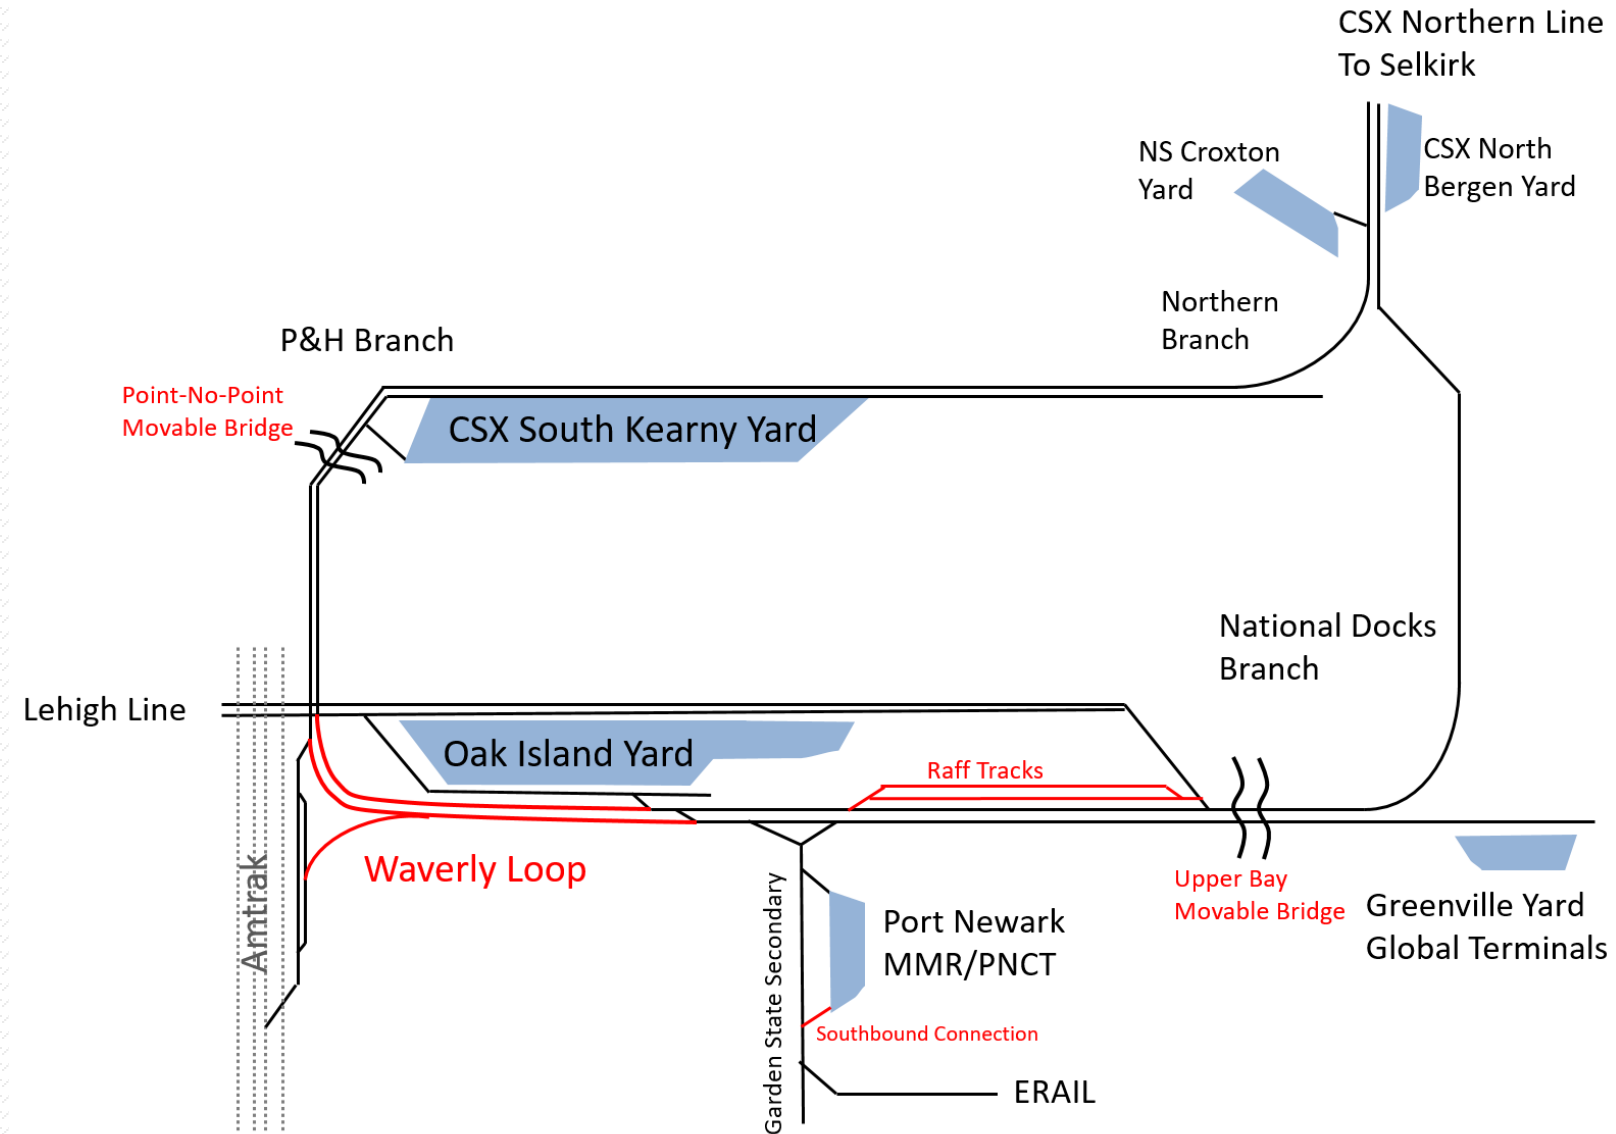 CSX Northern Line
To Selkirk
NS Croxton
Yard
CSX North
Bergen Yard
Northern
Branch
P&H Branch
Point-No-Point
Movable Bridge
CSX South Kearny Yard
National Docks
Branch
Lehigh Line
Oak Island Yard
Raff Tracks
Waverly Loop
Amtrak
Garden State Secondary
Port Newark
MMR/PNCT
Upper Bay
Movable Bridge
Greenville Yard
Global Terminals
Southbound Connection
ERAIL